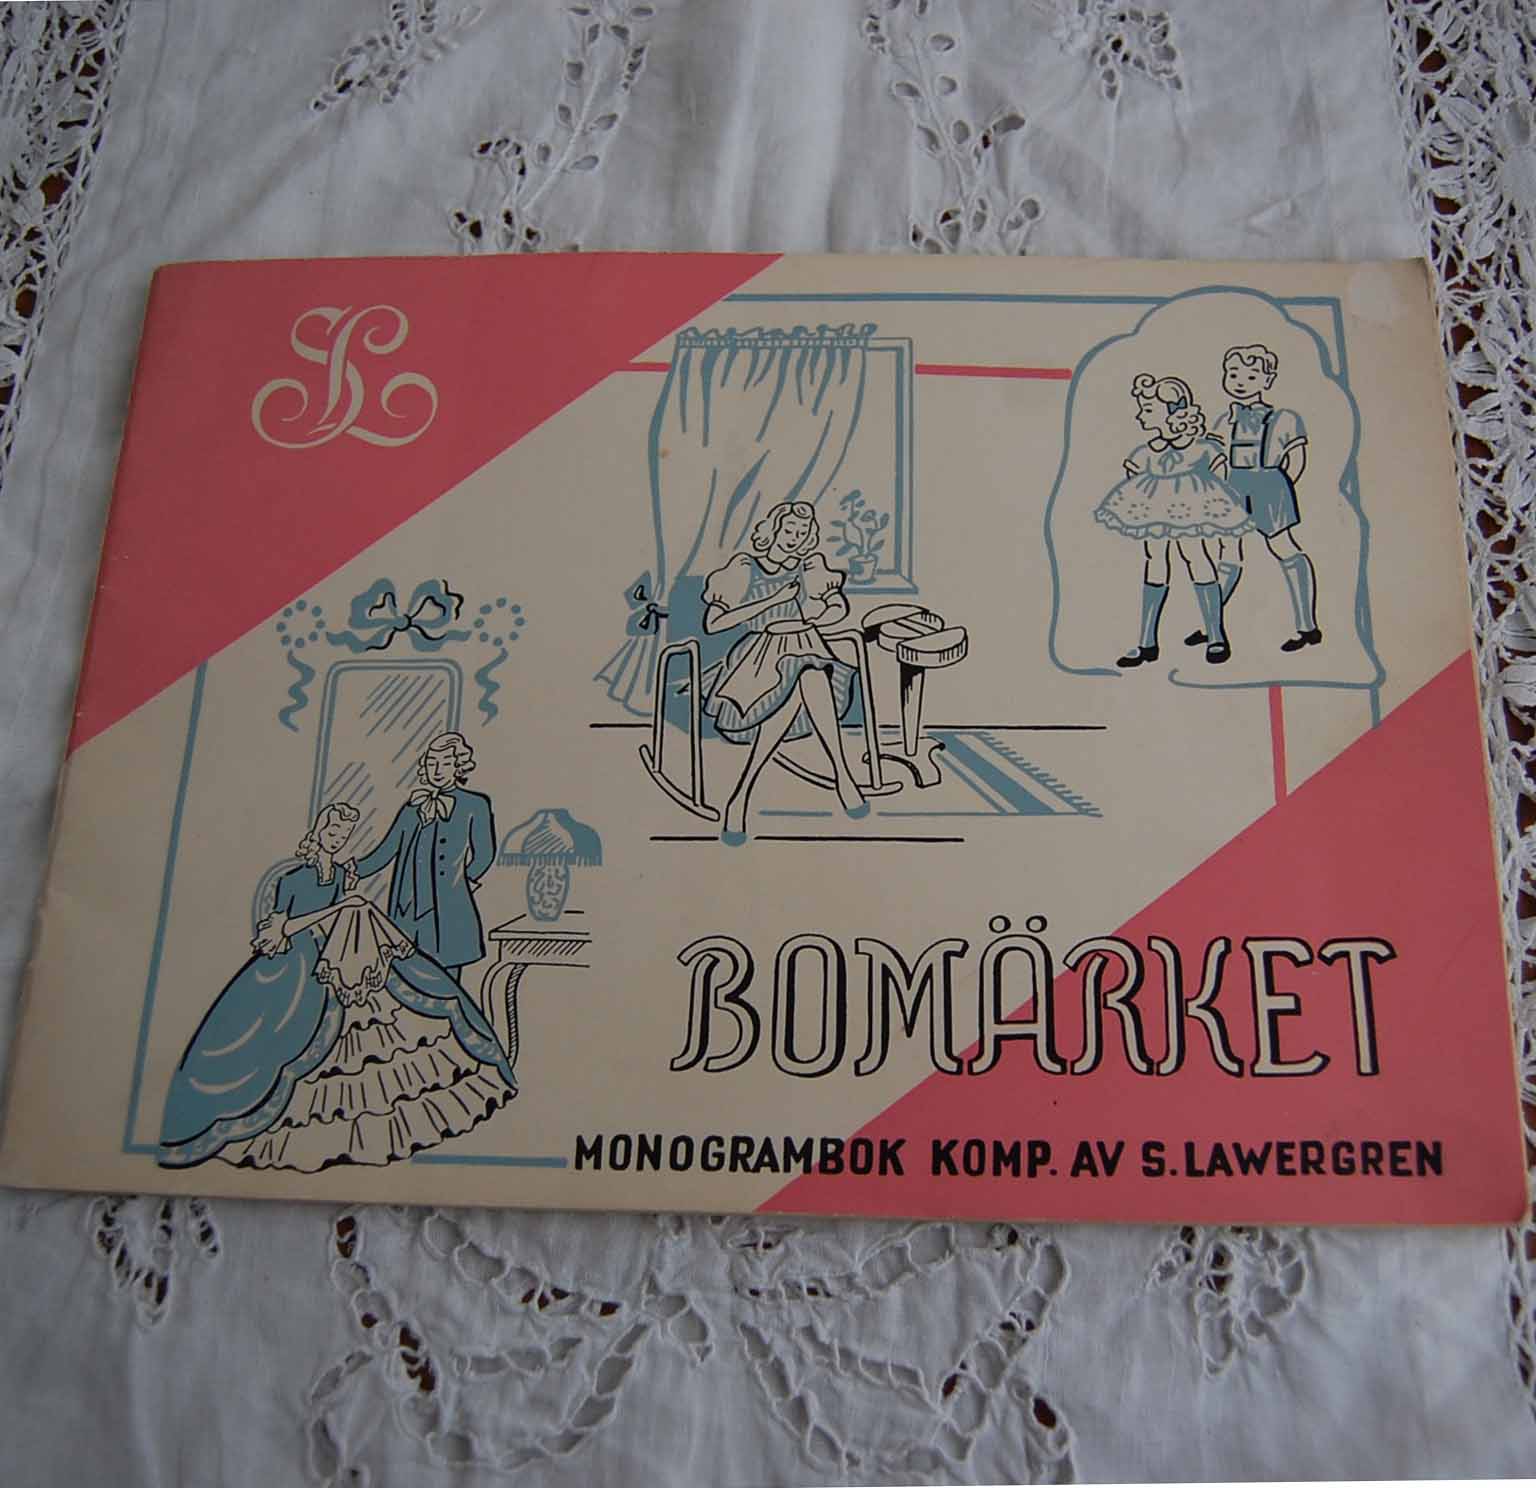 SL
BOMÄRKET
MONOGRAMBOK KOMP. AV S. LAWERGREN